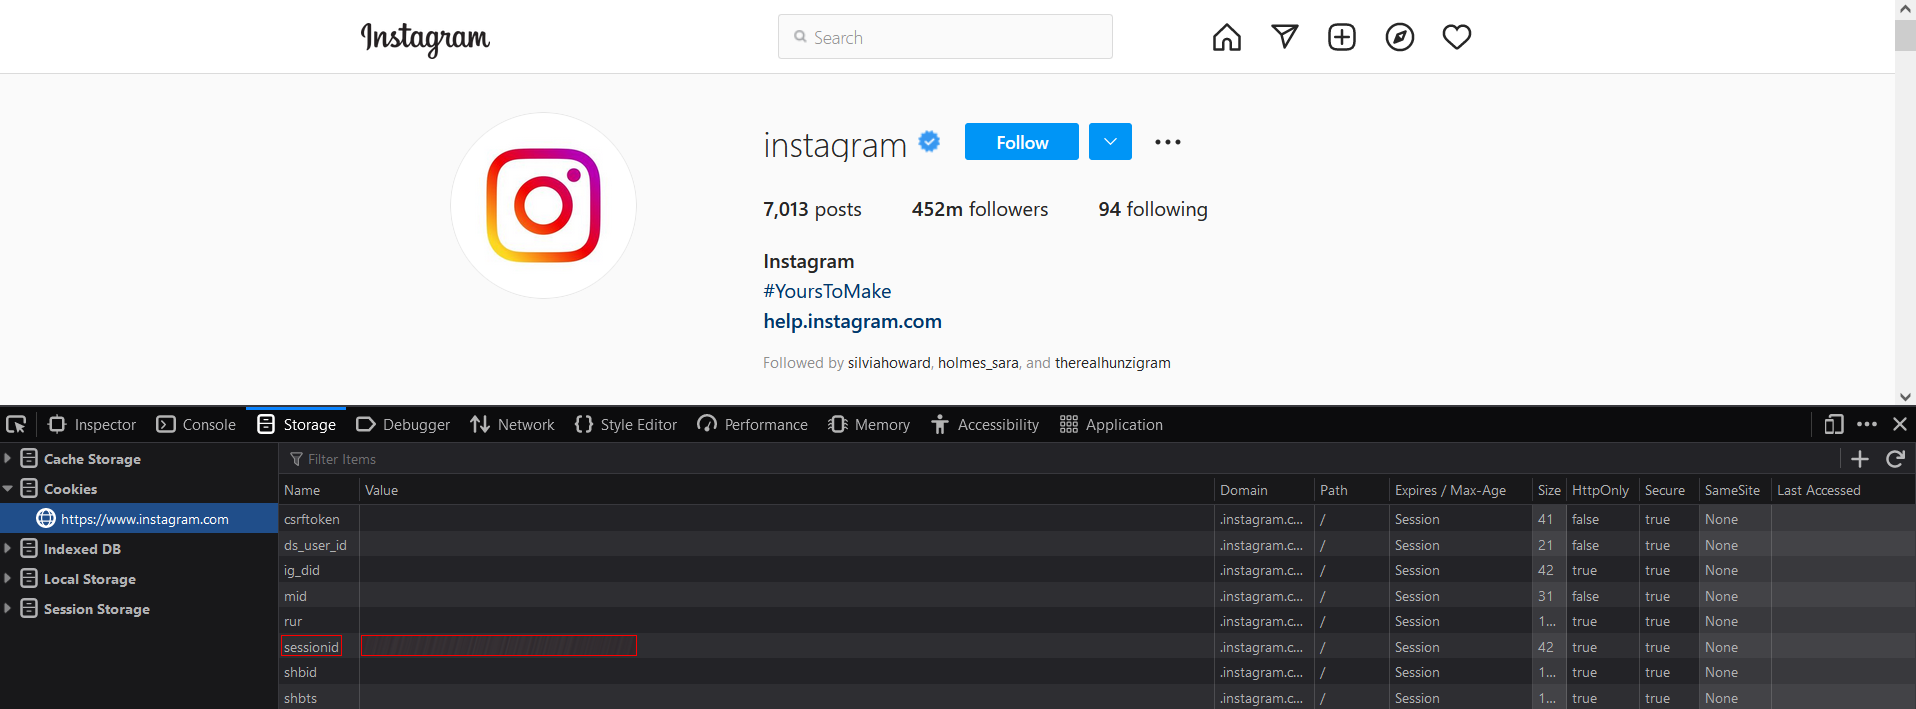 Instagram
Search
instagram
Follow
7,013 posts 452m followers 94 following
Instagram
#YoursToMake
help.instagram.com
Followed by silviahoward, holmes_sara, and therealhunzigram
Inspector Console Storage Debugger Network Style Editor Performance Memory Accessibility Application
Cache Storage
Cookies
https://www.instagram.com
Indexed DB
Local Storage
Session Storage
Filter Items
Name Value Domain Path Expires / Max-Age Size HttpOnly Secure SameSite Last Accessed
csrftoken .instagram.c... / Session 41 false true None
ds_user_id .instagram.c... / Session 21 false true None
ig_did .instagram.c... / Session 42 true true None
mid .instagram.c... / Session 31 false true None
rur .instagram.c... / Session 1... true true None
sessionid .instagram.c... / Session 42 true true None
shbid .instagram.c... / Session 1... true true None
shbts .instagram.c... / Session 1... true true None